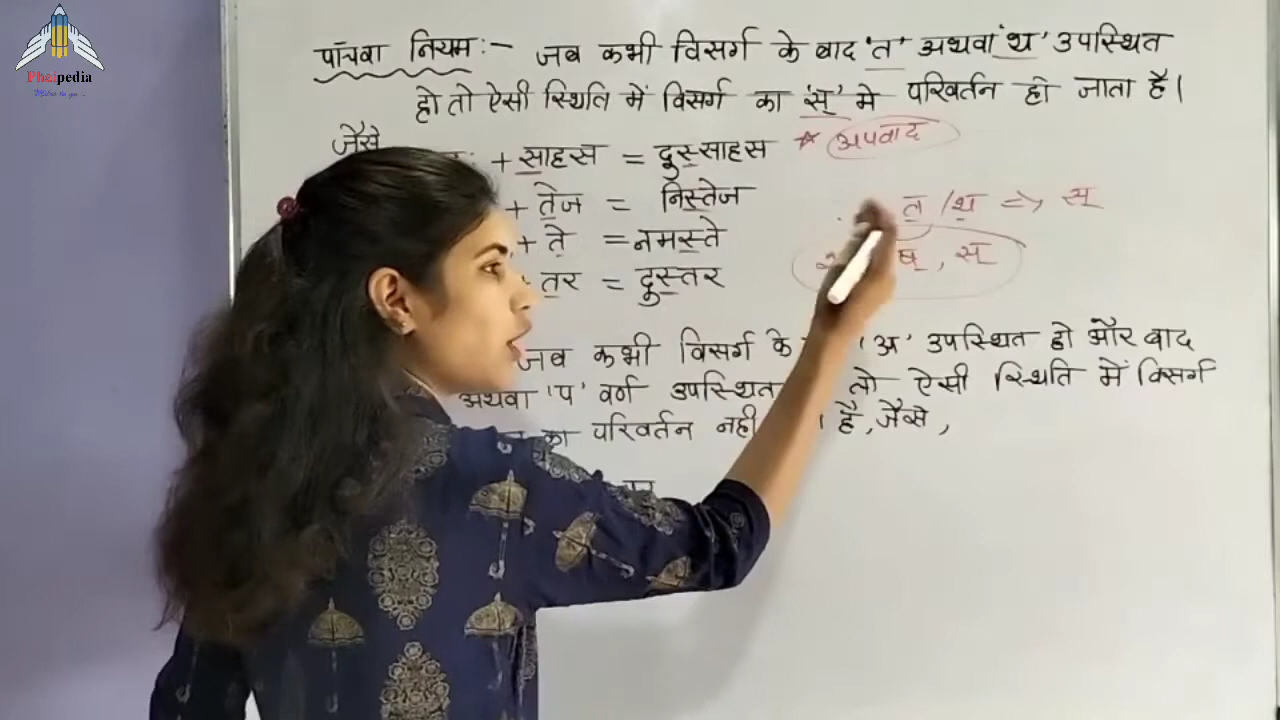 Phaipedia
पाँचवा नियम :- जब कभी विसर्ग के बाद 'त' अथवा 'थ' उपस्थित
हो तो ऐसी स्थिति में विसर्ग का 'स्' मे परिवर्तन हो जाता है।
जैसे
+ साहस = दुस्साहस * अपवाद
+ तेज = निस्तेज त / थ => स्
+ ते = नमस्ते ष् , स्
तर = दुस्तर
जब कभी विसर्ग के 'अ' उपस्थित हो और बाद
अथवा 'प' वर्ण उपस्थित तो ऐसी स्थिति में विसर्ग
का परिवर्तन नही है , जैसे ,